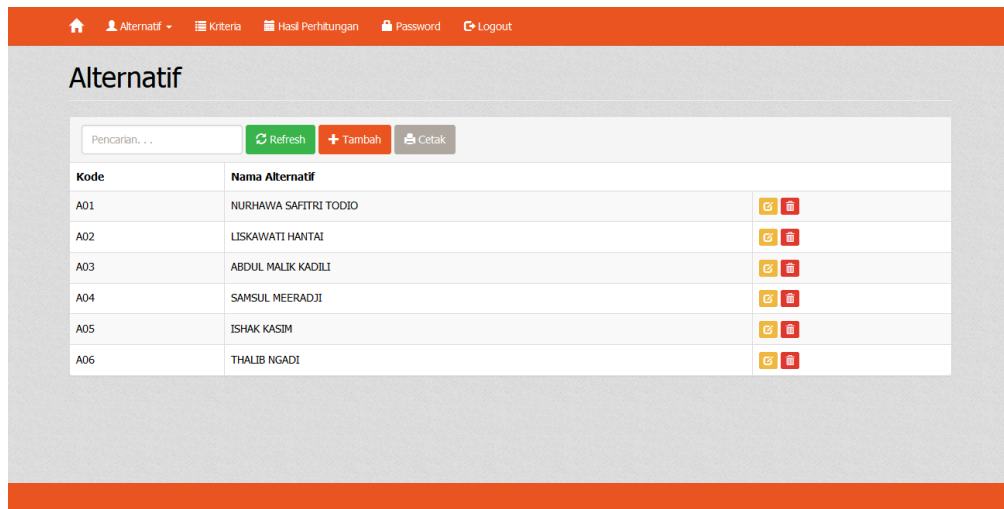 Alternatif Kriteria Hasil Perhitungan Password Logout
Alternatif
Pencarian. . . Refresh Tambah Cetak
Kode Nama Alternatif
A01 NURHAWA SAFITRI TODIO
A02 LISKAWATI HANTAI
A03 ABDUL MALIK KADILI
A04 SAMSUL MEERADJI
A05 ISHAK KASIM
A06 THALIB NGADI